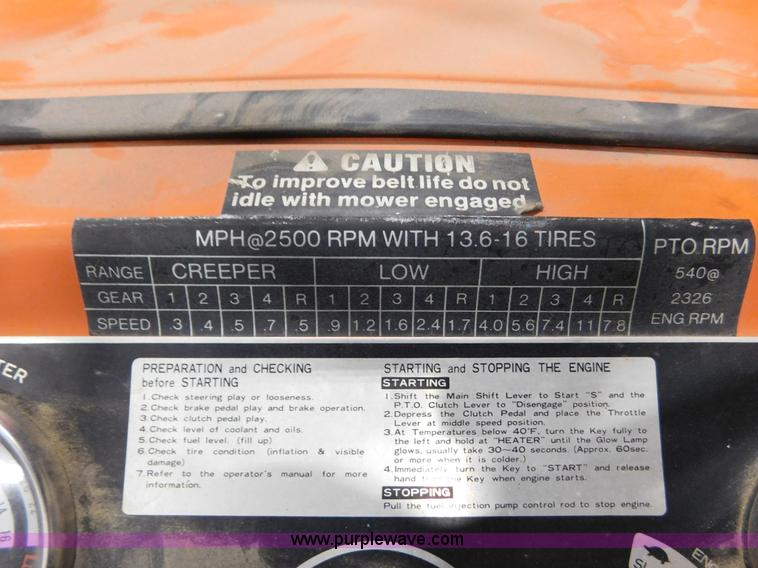 CAUTION
To improve belt life do not
idle with mower engaged
MPH@2500 RPM WITH 13.6-16 TIRES
PTO RPM
540@
2326
ENG RPM
RANGE CREEPER LOW HIGH
GEAR 1 2 3 4 R 1 2 3 4 R 1 2 3 4 R
SPEED .3 .4 .5 .7 .5 .9 1.2 1.6 2.4 1.7 4.0 5.6 7.4 11 7.8
PREPARATION and CHECKING
before STARTING
1. Check steering play or looseness.
2. Check brake pedal play and brake operation.
3. Check clutch pedal play.
4. Check level of coolant and oils.
5. Check fuel level. (fill up)
6. Check tire condition (inflation & visible
damage)
7. Refer to the operator's manual for more
information.
STARTING and STOPPING THE ENGINE
STARTING
1. Shift the Main Shift Lever to Start "S" and the
P.T.O. Clutch Lever to "Disengage" position.
2. Depress the Clutch Pedal and place the Throttle
Lever at middle speed position.
3. At Temperatures below 40°F, turn the Key fully to
the left and hold at "HEATER" until the Glow Lamp
glows, usually take 30~40 seconds. (Approx. 60sec.
or more when it is colder.)
4. Immediately turn the Key to "START" and release
hand the Key when engine starts.
STOPPING
Pull the fuel injection pump control rod to stop engine.
TER
14 16
www.purplewave.com